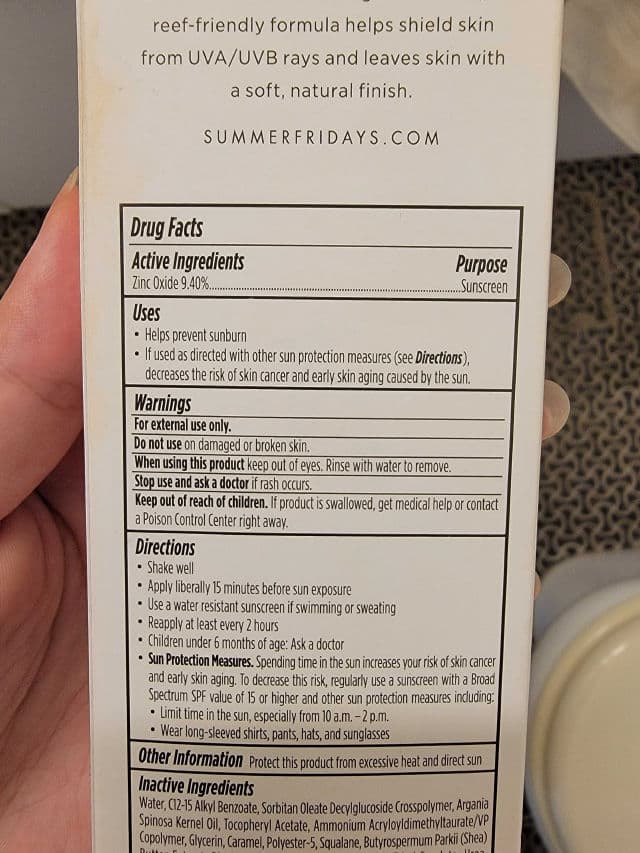 reef-friendly formula helps shield skin
from UVA/UVB rays and leaves skin with
a soft, natural finish.
SUMMERFRIDAYS.COM
Drug Facts
Active Ingredients Purpose
Zinc Oxide 9.40%...........................Sunscreen
Uses
• Helps prevent sunburn
• If used as directed with other sun protection measures (see Directions),
decreases the risk of skin cancer and early skin aging caused by the sun.
Warnings
For external use only.
Do not use on damaged or broken skin.
When using this product keep out of eyes. Rinse with water to remove.
Stop use and ask a doctor if rash occurs.
Keep out of reach of children. If product is swallowed, get medical help or contact
a Poison Control Center right away.
Directions
• Shake well
• Apply liberally 15 minutes before sun exposure
• Use a water resistant sunscreen if swimming or sweating
• Reapply at least every 2 hours
• Children under 6 months of age: Ask a doctor
• Sun Protection Measures. Spending time in the sun increases your risk of skin cancer
and early skin aging. To decrease this risk, regularly use a sunscreen with a Broad
Spectrum SPF value of 15 or higher and other sun protection measures including:
• Limit time in the sun, especially from 10 a.m. – 2 p.m.
• Wear long-sleeved shirts, pants, hats, and sunglasses
Other Information Protect this product from excessive heat and direct sun
Inactive Ingredients
Water, C12-15 Alkyl Benzoate, Sorbitan Oleate Decylglucoside Crosspolymer, Argania
Spinosa Kernel Oil, Tocopheryl Acetate, Ammonium Acryloyldimethyltaurate/VP
Copolymer, Glycerin, Caramel, Polyester-5, Squalane, Butyrospermum Parkii (Shea)